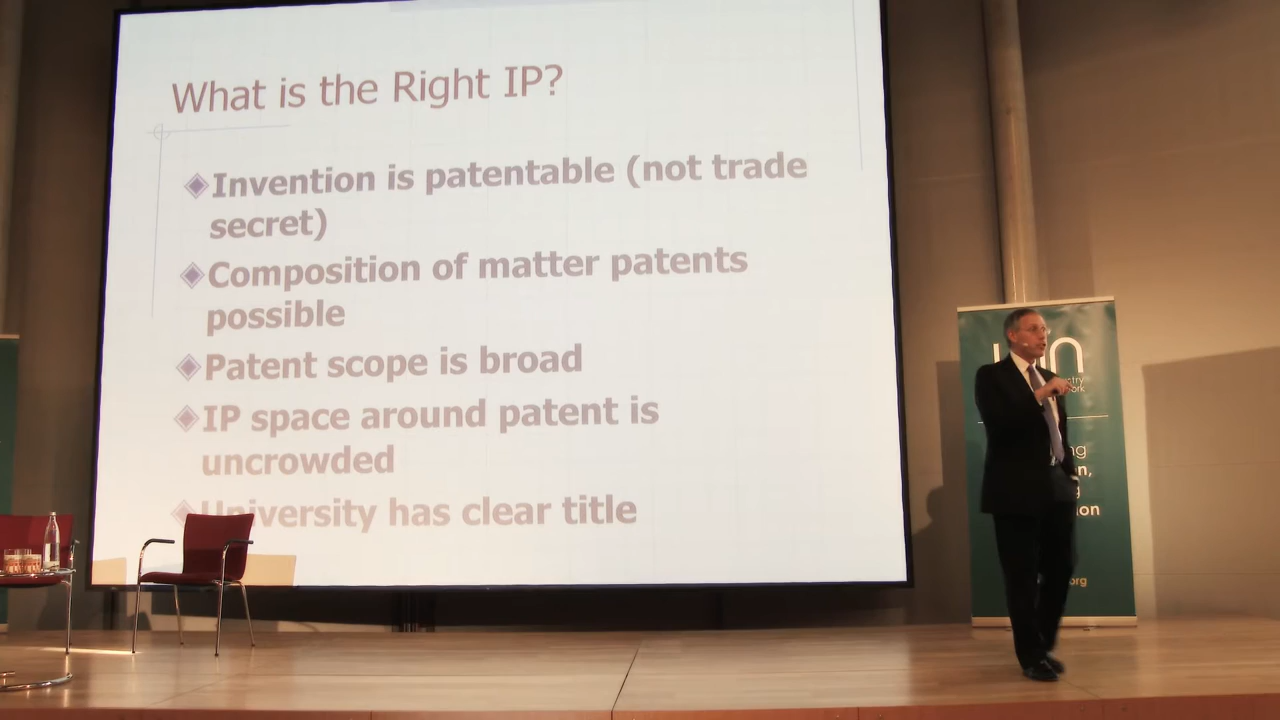 What is the Right IP?
Invention is patentable (not trade
secret)
Composition of matter patents
possible
Patent scope is broad
IP space around patent is
uncrowded
University has clear title